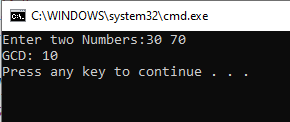 C:\WINDOWS\system32\cmd.exe
Enter two Numbers:30 70
GCD: 10
Press any key to continue . . .